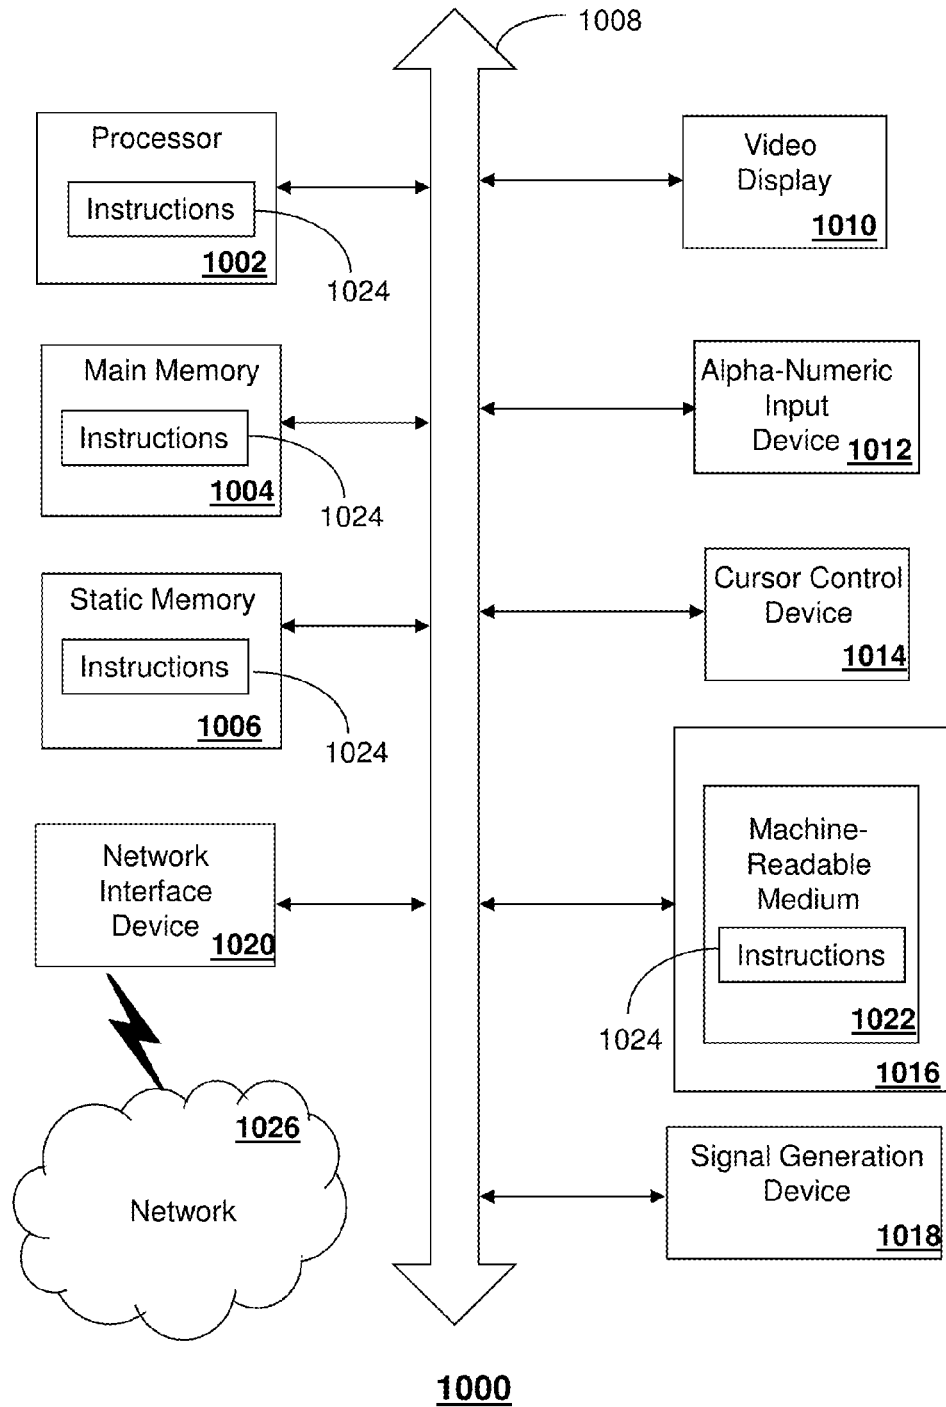 1008
Processor
Instructions
1002
1024
Main Memory
Instructions
1004
1024
Static Memory
Instructions
1006
1024
Network
Interface
Device
1020
1026
Network
Video
Display
1010
Alpha-Numeric
Input
Device
1012
Cursor Control
Device
1014
Machine-
Readable
Medium
Instructions
1024
1022
1016
Signal Generation
Device
1018
1000